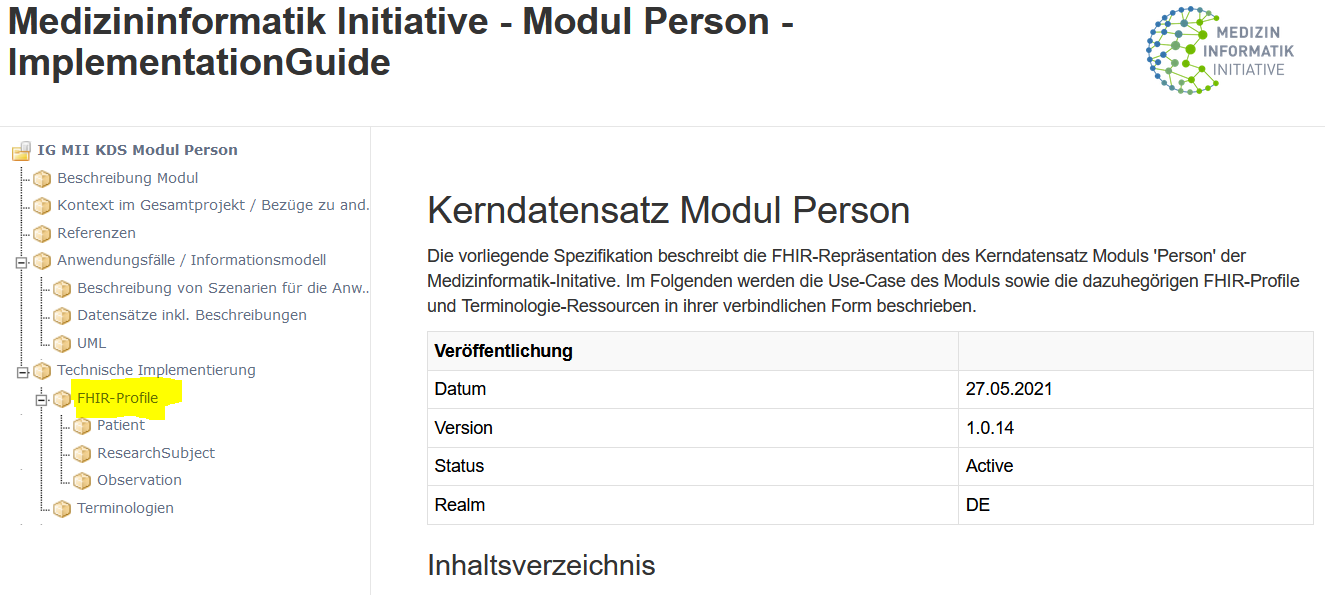 Medizininformatik Initiative - Modul Person -
ImplementationGuide
MEDIZIN
INFORMATIK
INITIATIVE
IG MII KDS Modul Person
Beschreibung Modul
Kontext im Gesamtprojekt / Bezüge zu and.
Referenzen
Anwendungsfälle / Informationsmodell
Beschreibung von Szenarien für die Anw..
Datensätze inkl. Beschreibungen
UML
Technische Implementierung
FHIR-Profile
Patient
ResearchSubject
Observation
Terminologien
Kerndatensatz Modul Person
Die vorliegende Spezifikation beschreibt die FHIR-Repräsentation des Kerndatensatz Moduls 'Person' der
Medizinformatik-Initative. Im Folgenden werden die Use-Case des Moduls sowie die dazuhegörigen FHIR-Profile
und Terminologie-Ressourcen in ihrer verbindlichen Form beschrieben.
Veröffentlichung
Datum 27.05.2021
Version 1.0.14
Status Active
Realm DE
Inhaltsverzeichnis